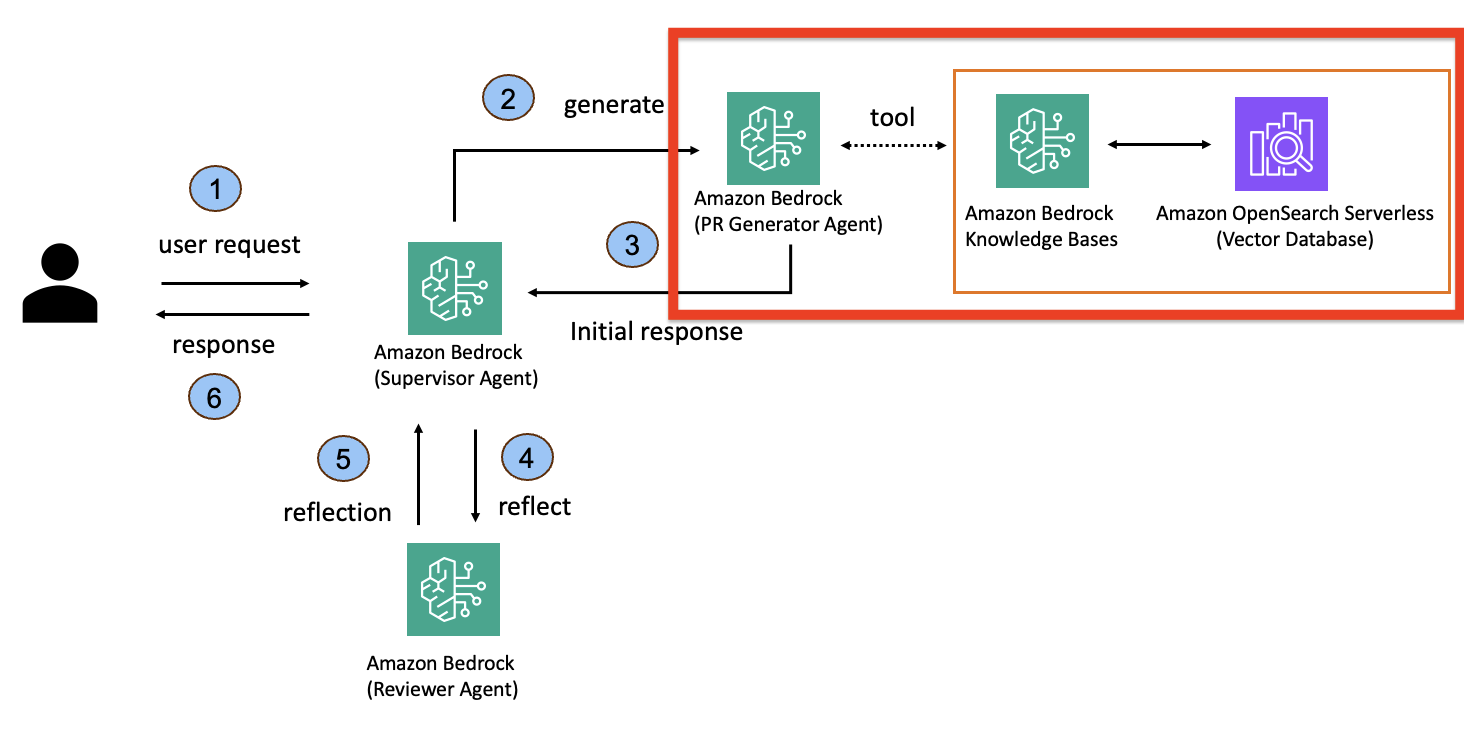 2
generate
tool
Amazon Bedrock
(PR Generator Agent)
Amazon Bedrock
Knowledge Bases
Amazon OpenSearch Serverless
(Vector Database)
1
user request
3
Initial response
response
6
Amazon Bedrock
(Supervisor Agent)
5
reflection
4
reflect
Amazon Bedrock
(Reviewer Agent)